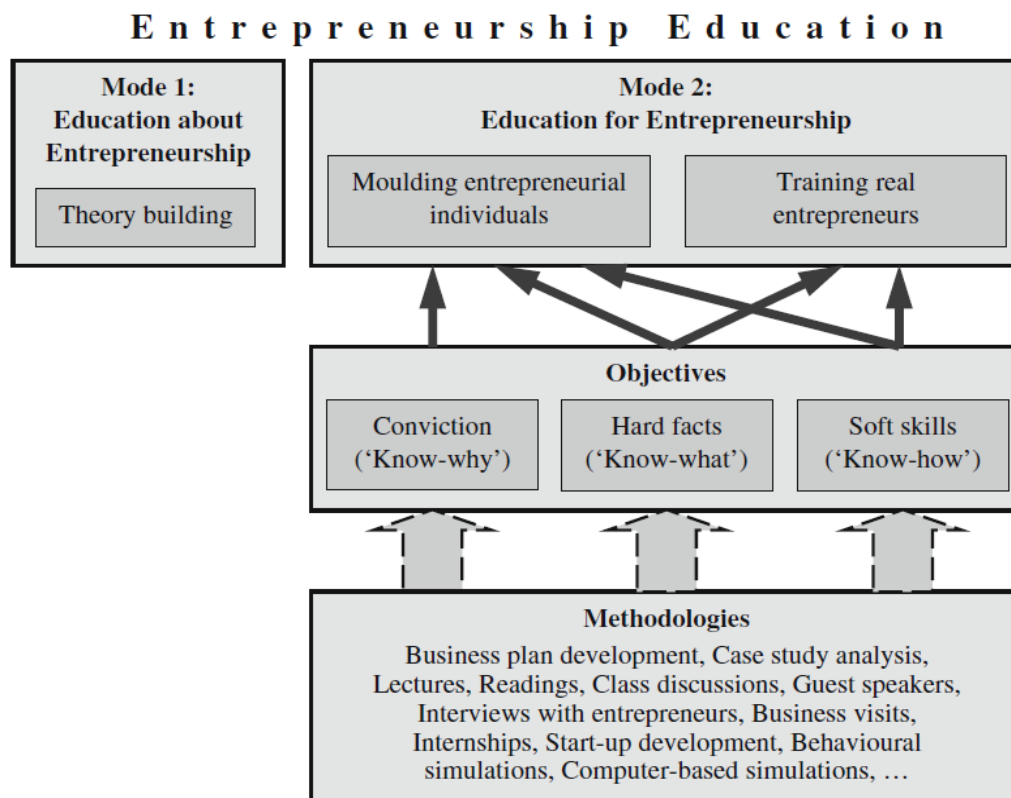 Entrepreneurship Education
Mode 1:
Education about
Entrepreneurship
Theory building
Mode 2:
Education for Entrepreneurship
Moulding entrepreneurial
individuals
Training real
entrepreneurs
Objectives
Conviction
(‘Know-why’)
Hard facts
(‘Know-what’)
Soft skills
(‘Know-how’)
Methodologies
Business plan development, Case study analysis,
Lectures, Readings, Class discussions, Guest speakers,
Interviews with entrepreneurs, Business visits,
Internships, Start-up development, Behavioural
simulations, Computer-based simulations, …